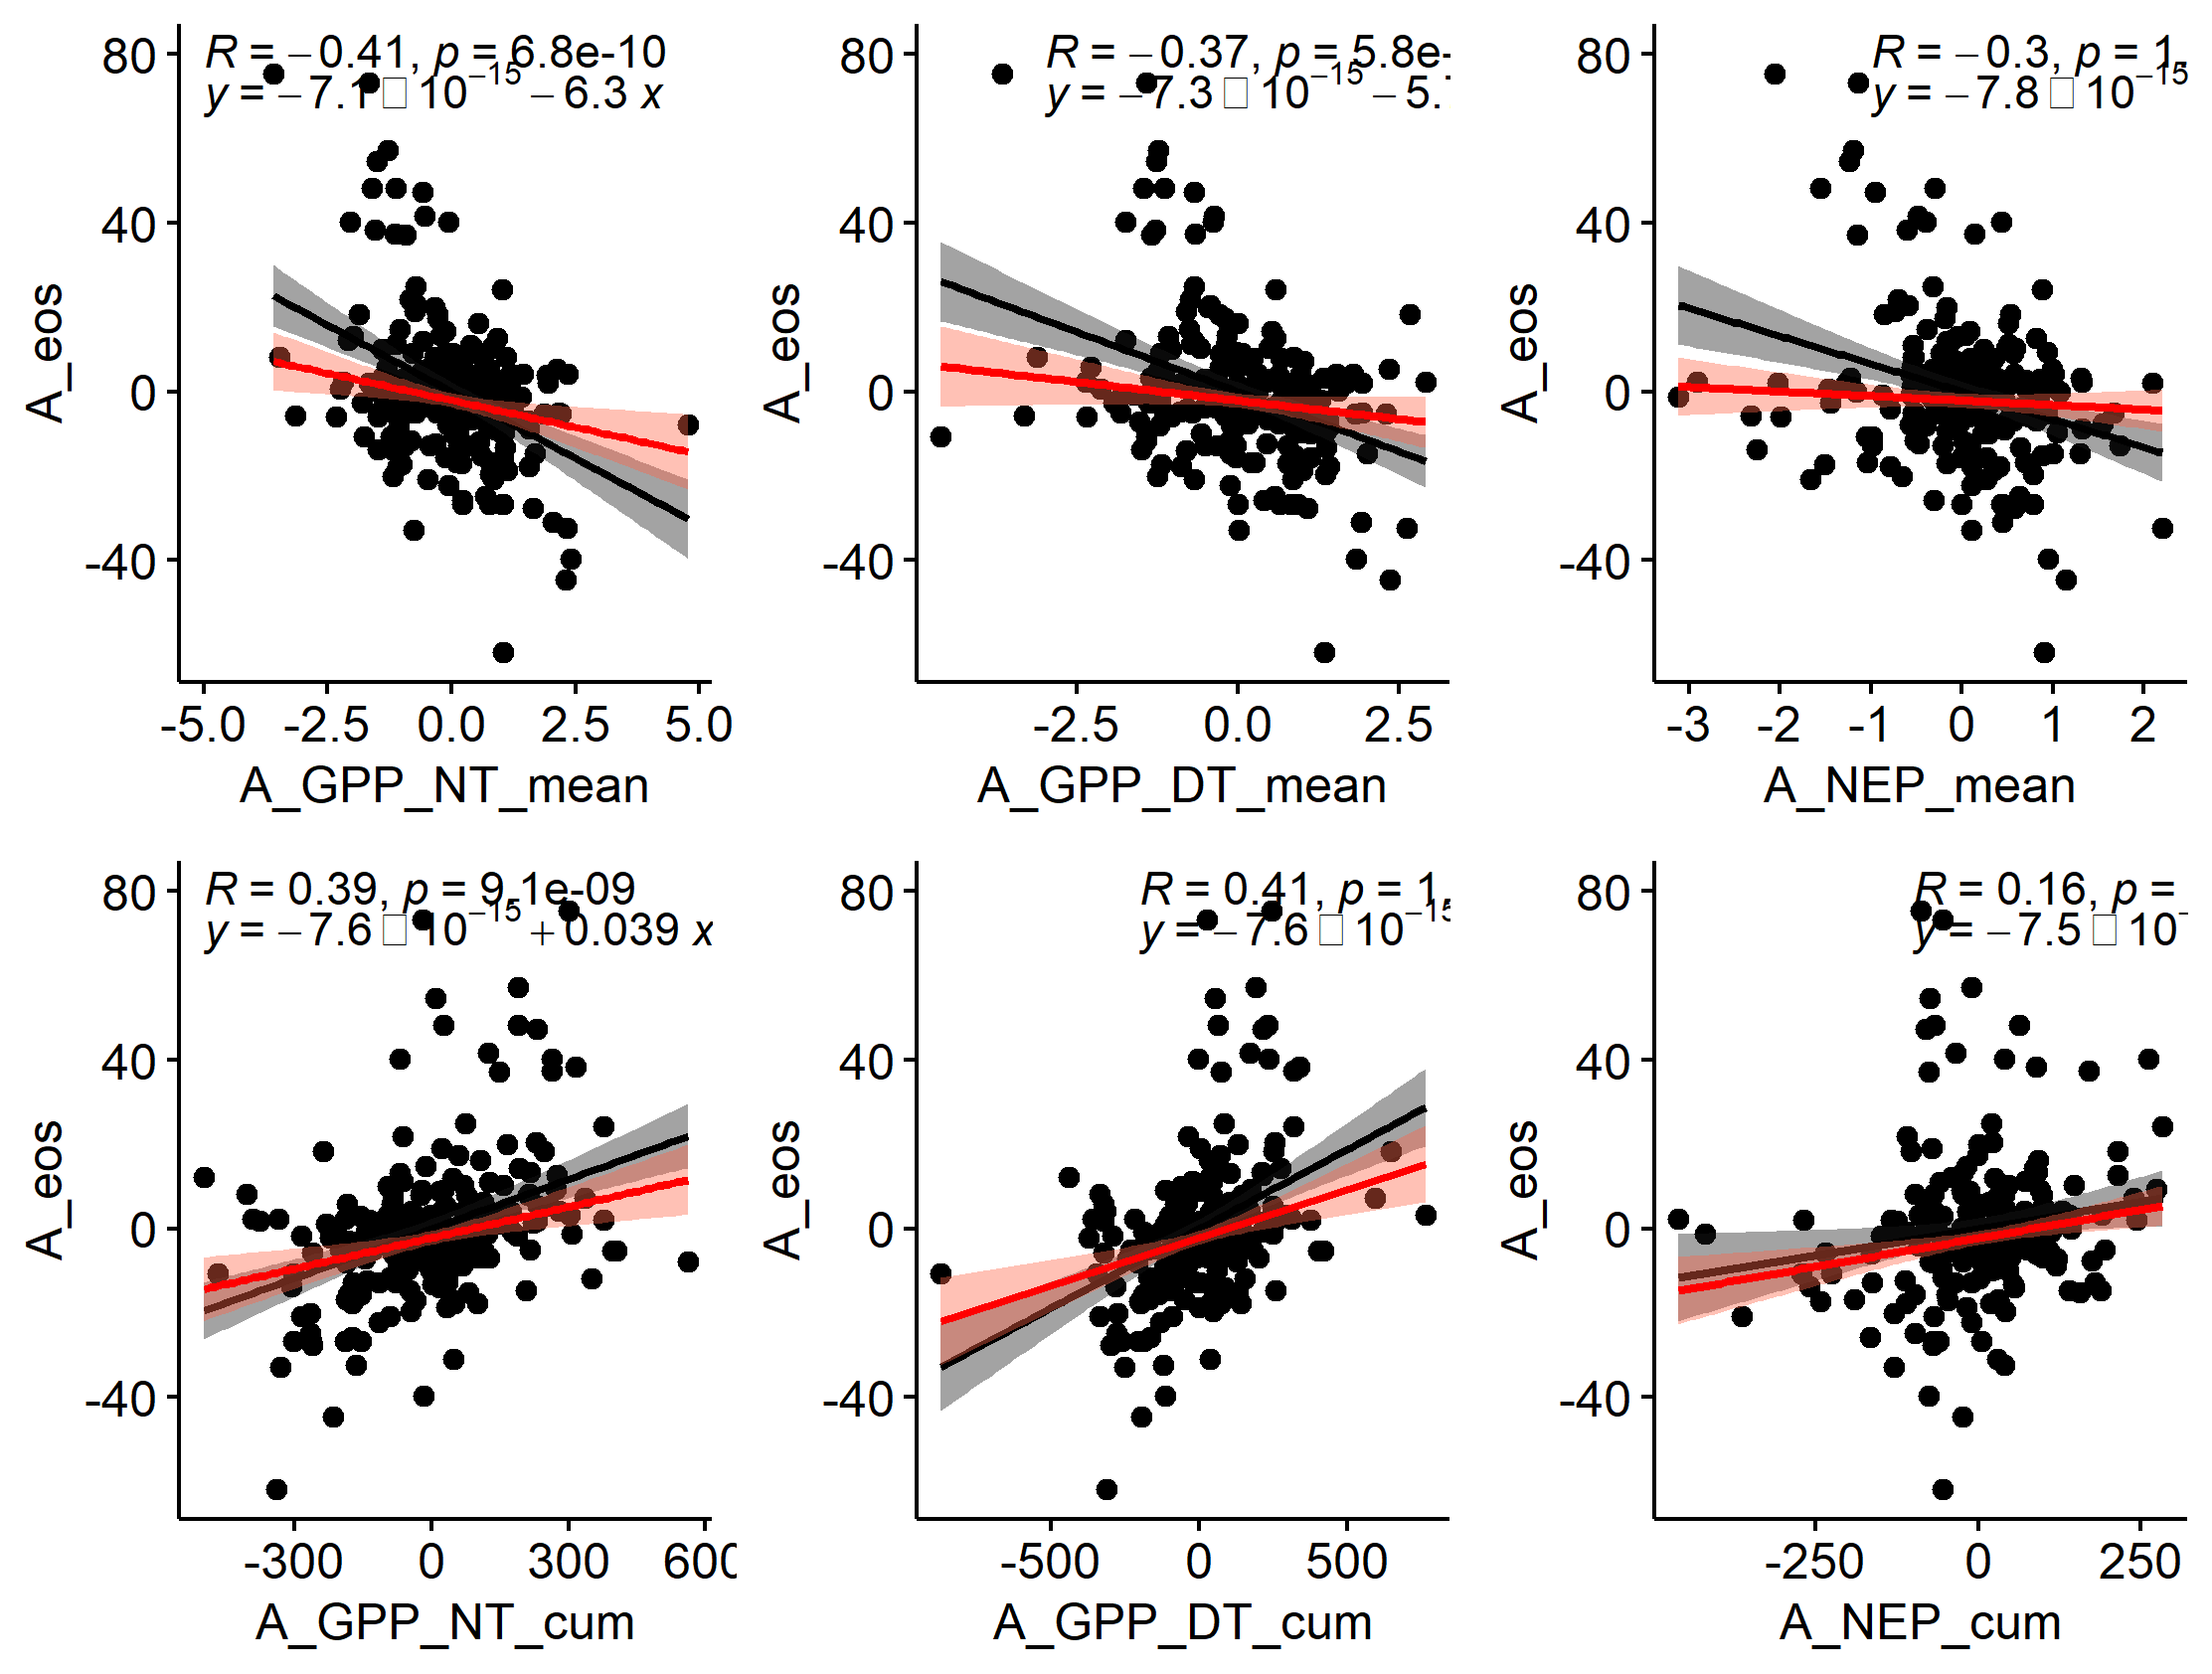 R = −0.41, p = 6.8e-10
y = −7.1□10−15 − 6.3 x
80
40
0
-40
A_eos
-5.0 -2.5 0.0 2.5 5.0
A_GPP_NT_mean
R = −0.37, p = 5.8e-
y = −7.3□10−15 − 5.
80
40
0
-40
A_eos
-2.5 0.0 2.5
A_GPP_DT_mean
R = −0.3, p = 1.
y = −7.8□10−15
80
40
0
-40
A_eos
-3 -2 -1 0 1 2
A_NEP_mean
R = 0.39, p = 9.1e-09
y = −7.6□10−15 + 0.039 x
80
40
0
-40
A_eos
-300 0 300 600
A_GPP_NT_cum
R = 0.41, p = 1.
y = −7.6□10−15
80
40
0
-40
A_eos
-500 0 500
A_GPP_DT_cum
R = 0.16, p =
y = −7.5□10−
80
40
0
-40
A_eos
-250 0 250
A_NEP_cum